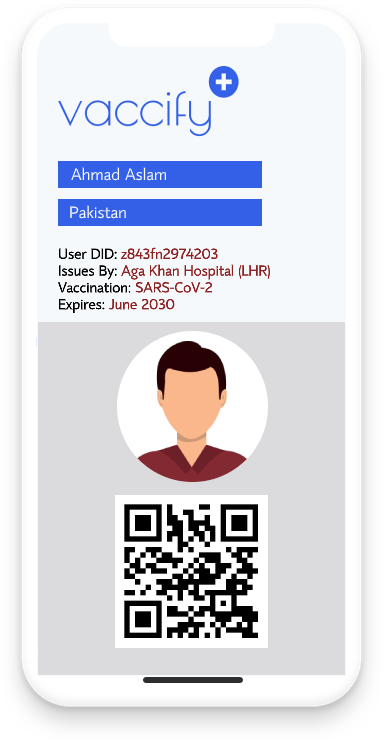 vaccify
Ahmad Aslam
Pakistan
User DID: z843fn2974203
Issues By: Aga Khan Hospital (LHR)
Vaccination: SARS-CoV-2
Expires: June 2030